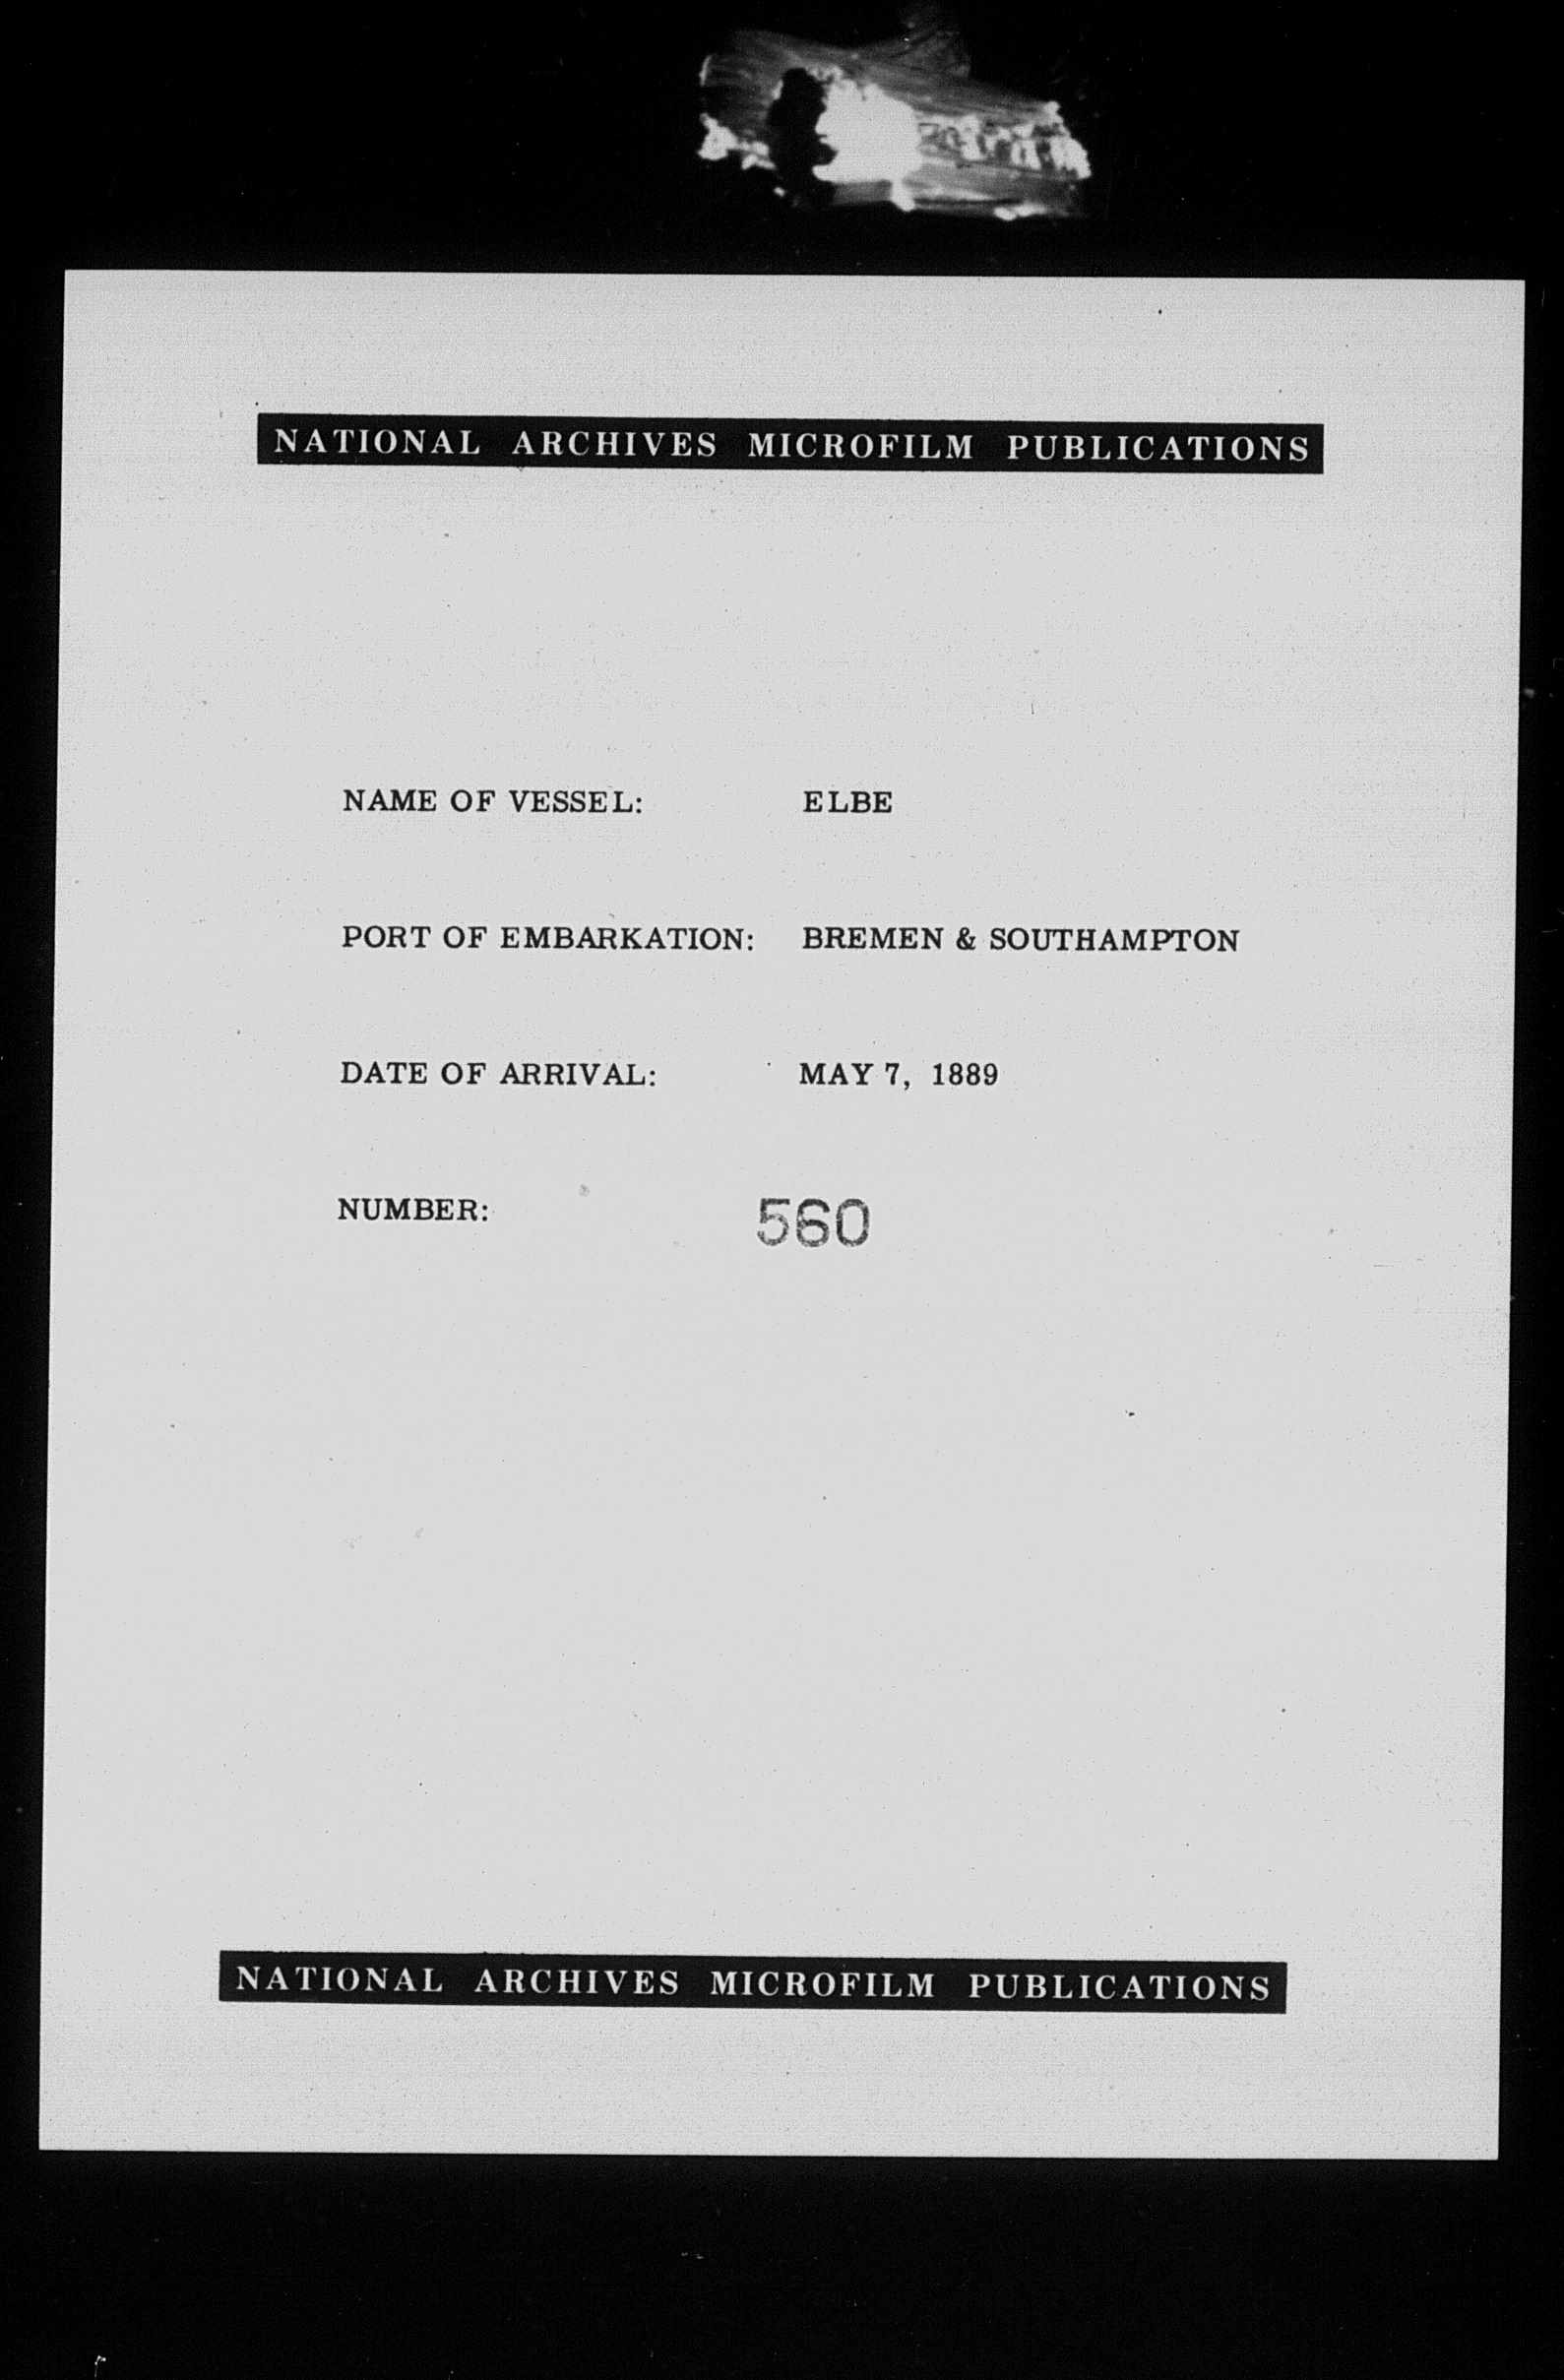 NATIONAL ARCHIVES MICROFILM PUBLICATIONS
NAME OF VESSEL: ELBE
PORT OF EMBARKATION: BREMEN & SOUTHAMPTON
DATE OF ARRIVAL: MAY 7, 1889
NUMBER: 560
NATIONAL ARCHIVES MICROFILM PUBLICATIONS